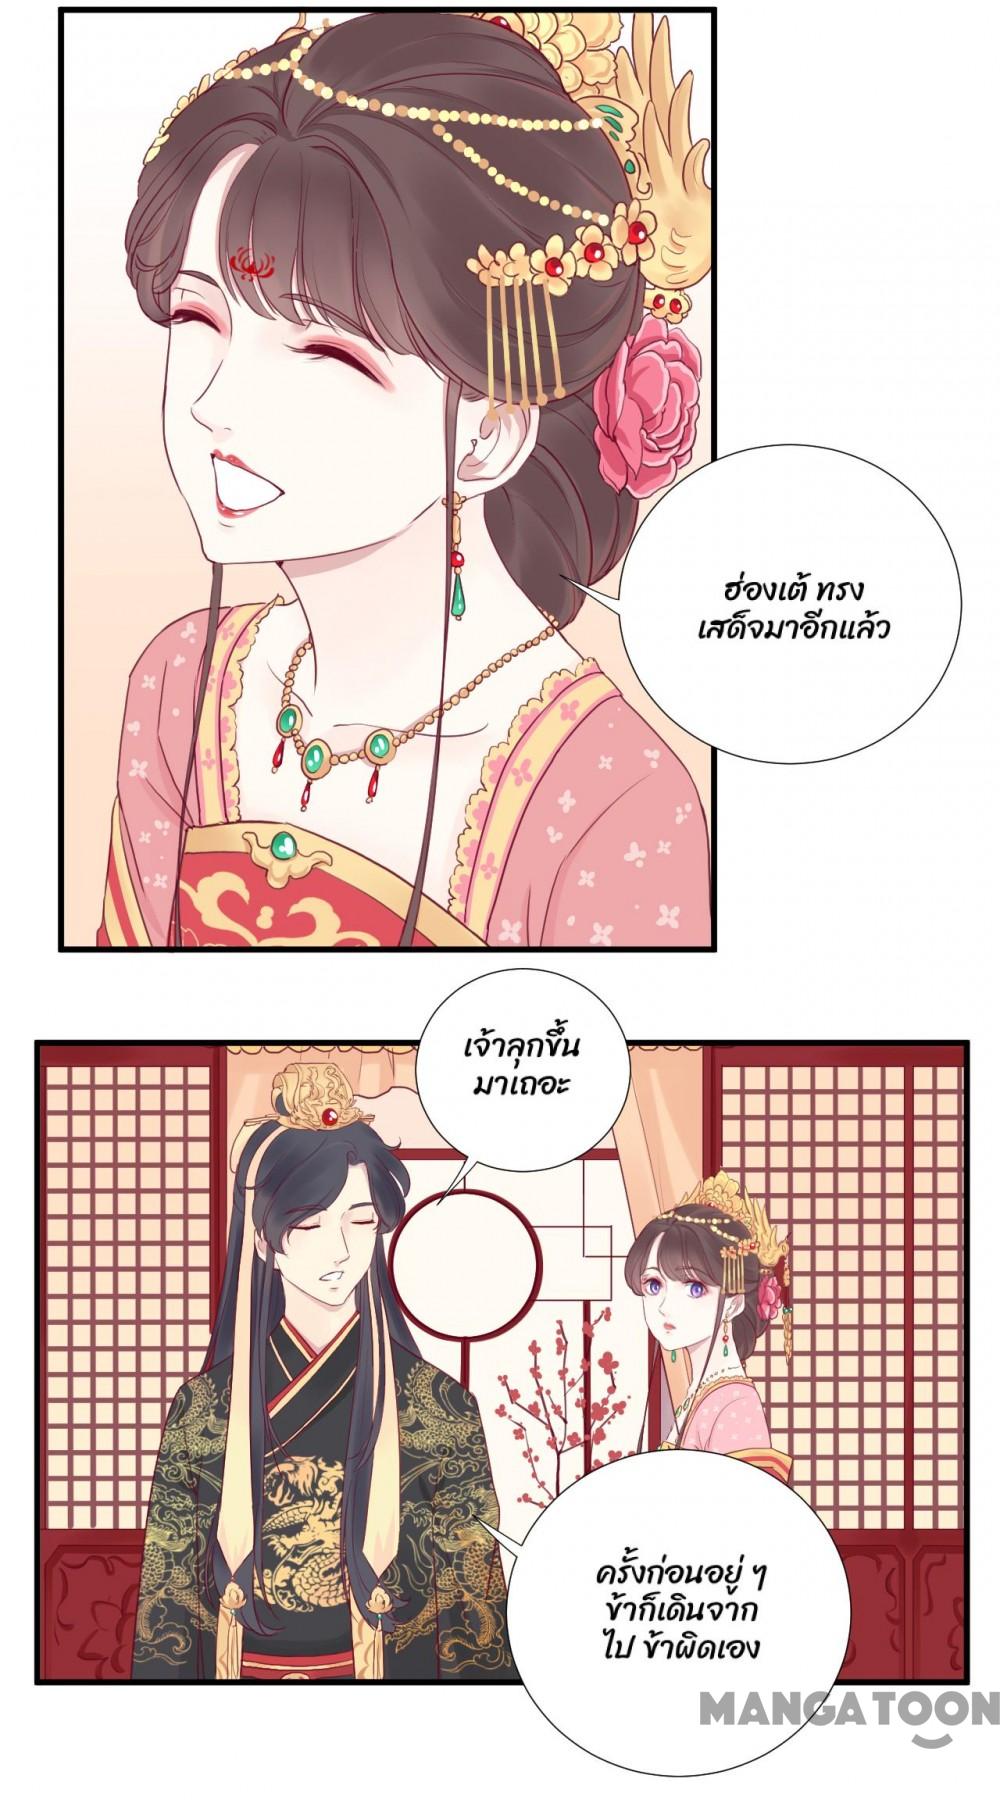 ฮ่องเต้ ทรง
เสด็จมาอีกแล้ว
เจ้าลุกขึ้น
มาเถอะ
ครั้งก่อนอยู่ ๆ
ข้าก็เดินจาก
ไป ข้าผิดเอง
MANGATOON